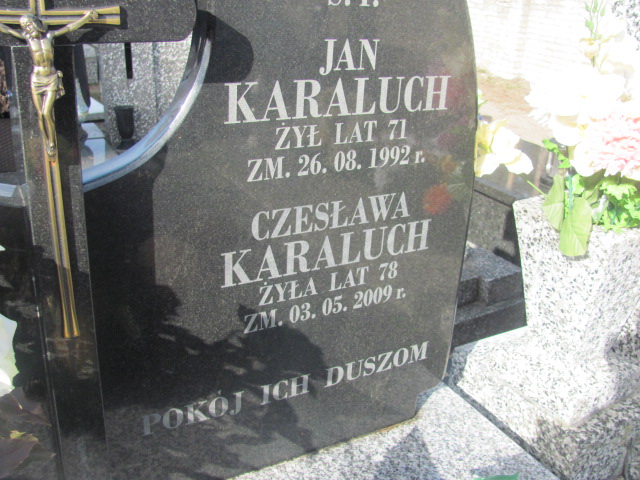 Ś. P.
JAN
KARALUCH
ŻYŁ LAT 71
ZM. 26. 08. 1992 r.
CZESŁAWA
KARALUCH
ŻYŁA LAT 78
ZM. 03. 05. 2009 r.
POKÓJ ICH DUSZOM